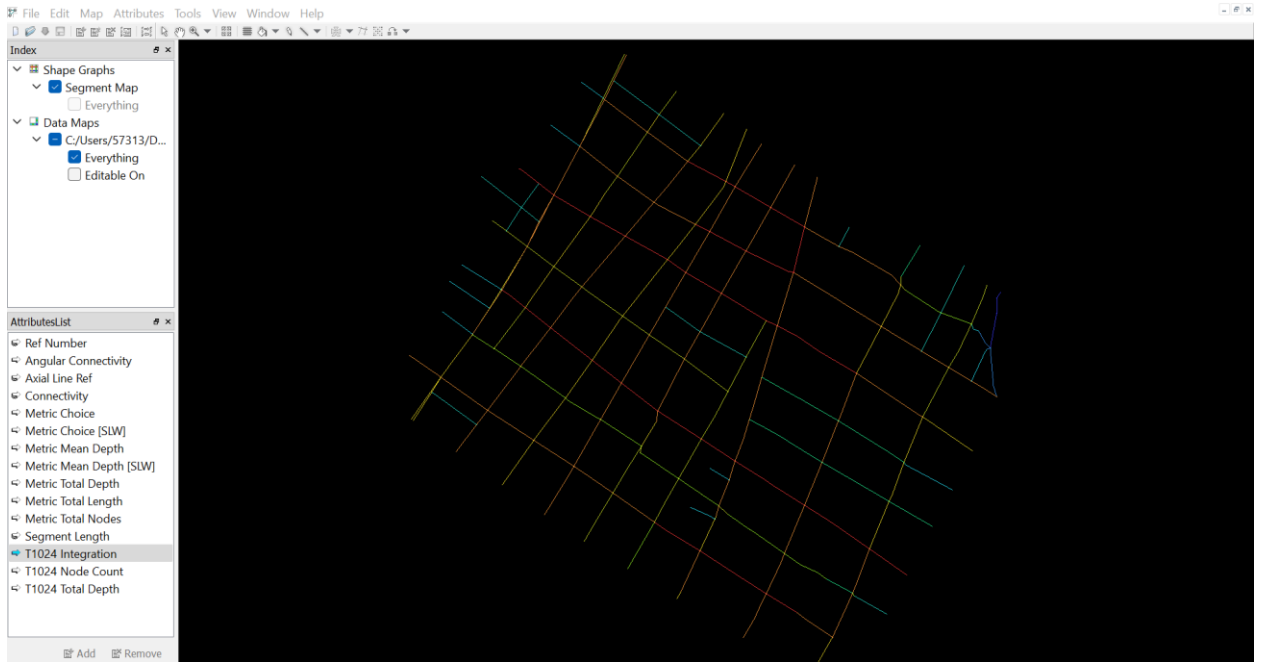 File Edit Map Attributes Tools View Window Help
Index
Shape Graphs
Segment Map
Everything
Data Maps
C:/Users/57313/D...
Everything
Editable On
AttributesList
Ref Number
Angular Connectivity
Axial Line Ref
Connectivity
Metric Choice
Metric Choice [SLW]
Metric Mean Depth
Metric Mean Depth [SLW]
Metric Total Depth
Metric Total Length
Metric Total Nodes
Segment Length
T1024 Integration
T1024 Node Count
T1024 Total Depth
Add Remove